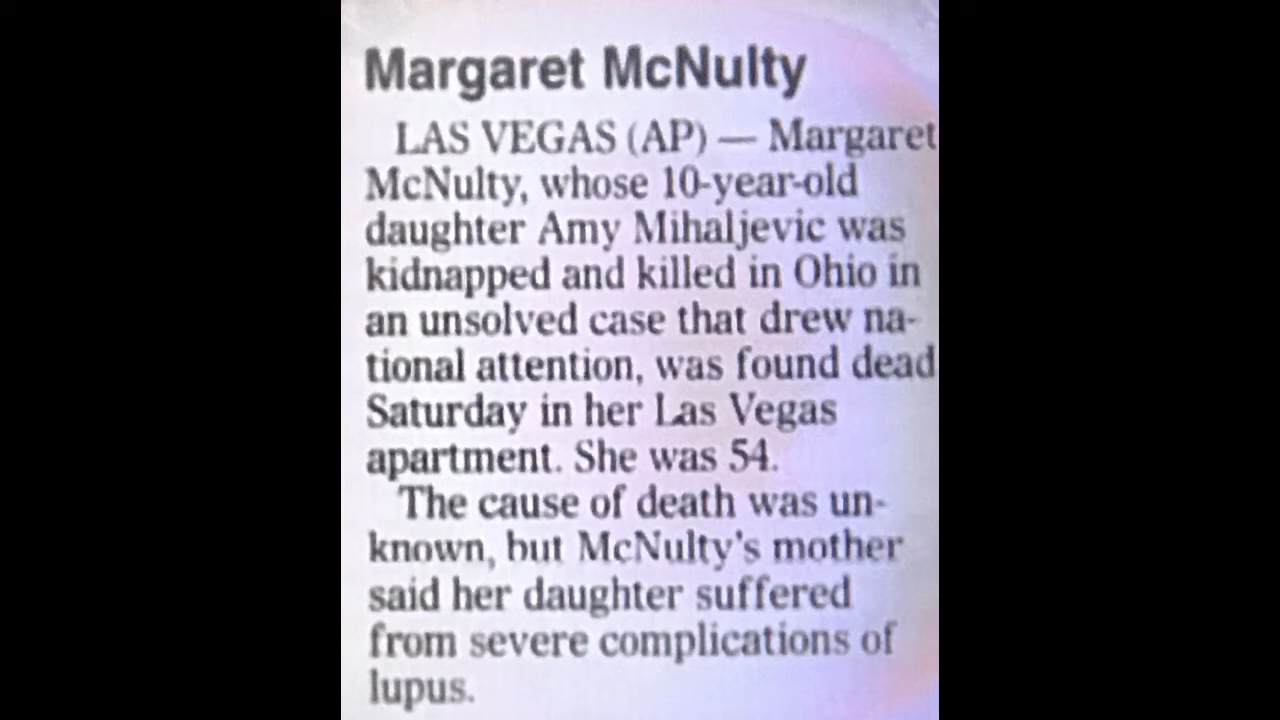 Margaret McNulty
LAS VEGAS (AP) — Margaret
McNulty, whose 10-year-old
daughter Amy Mihaljevic was
kidnapped and killed in Ohio in
an unsolved case that drew na-
tional attention, was found dead
Saturday in her Las Vegas
apartment. She was 54.
The cause of death was un-
known, but McNulty's mother
said her daughter suffered
from severe complications of
lupus.